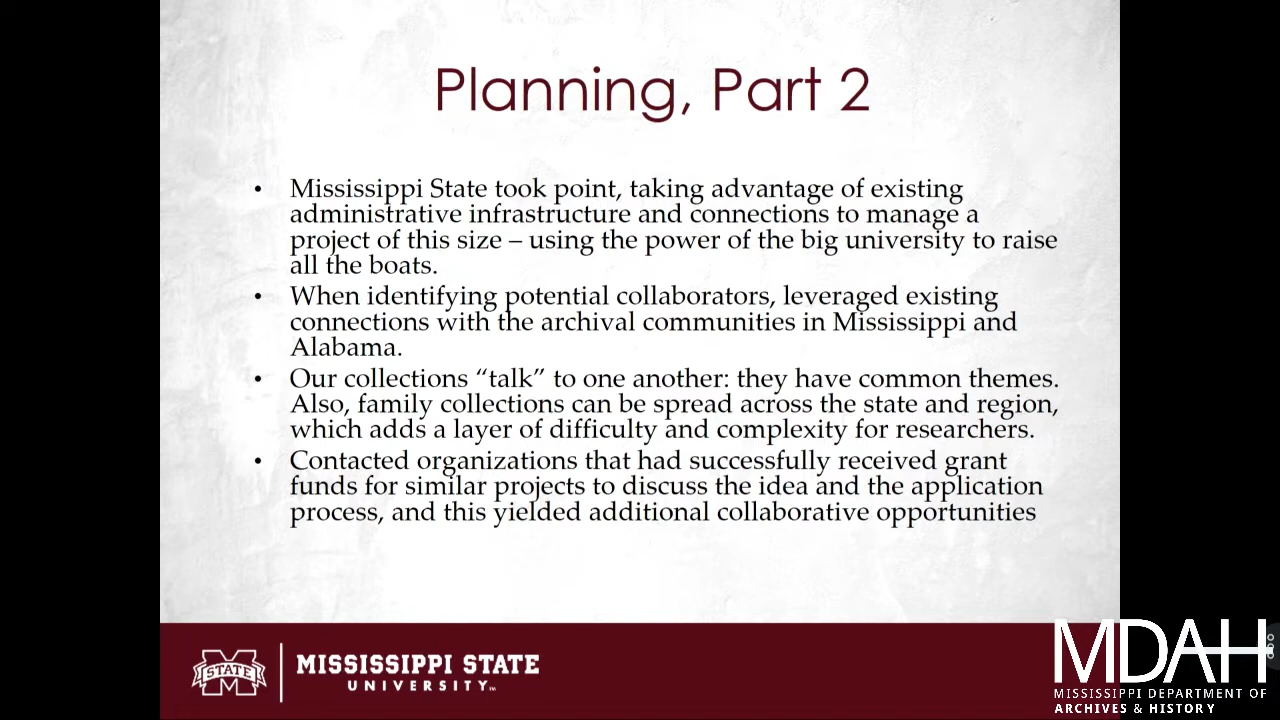 Planning, Part 2
• Mississippi State took point, taking advantage of existing
administrative infrastructure and connections to manage a
project of this size – using the power of the big university to raise
all the boats.
• When identifying potential collaborators, leveraged existing
connections with the archival communities in Mississippi and
Alabama.
• Our collections “talk” to one another: they have common themes.
Also, family collections can be spread across the state and region,
which adds a layer of difficulty and complexity for researchers.
• Contacted organizations that had successfully received grant
funds for similar projects to discuss the idea and the application
process, and this yielded additional collaborative opportunities
STATE
MISSISSIPPI STATE
UNIVERSITY™
MDAH
MISSISSIPPI DEPARTMENT OF
ARCHIVES & HISTORY